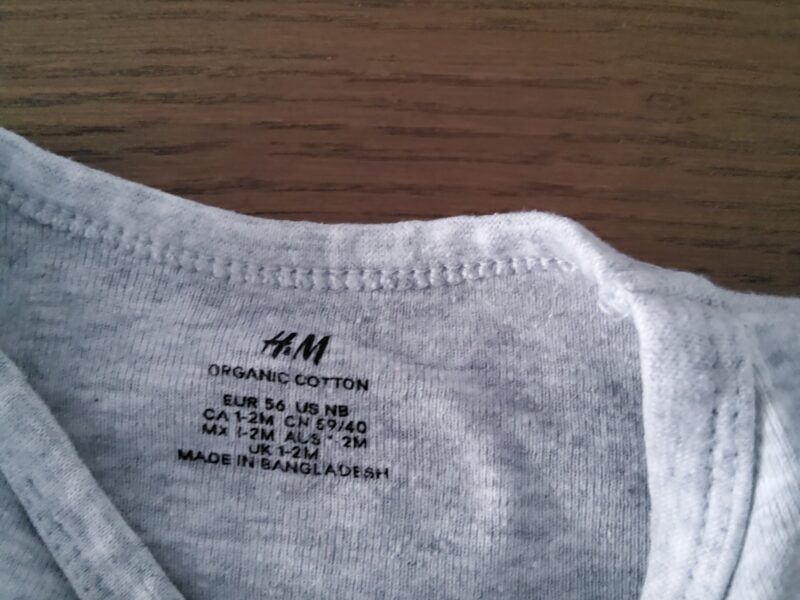 H&M
ORGANIC COTTON
EUR 56 US NB
CA 1-2M CN 59/40
MX 1-2M AUS 2M
UK 1-2M
MADE IN BANGLADESH